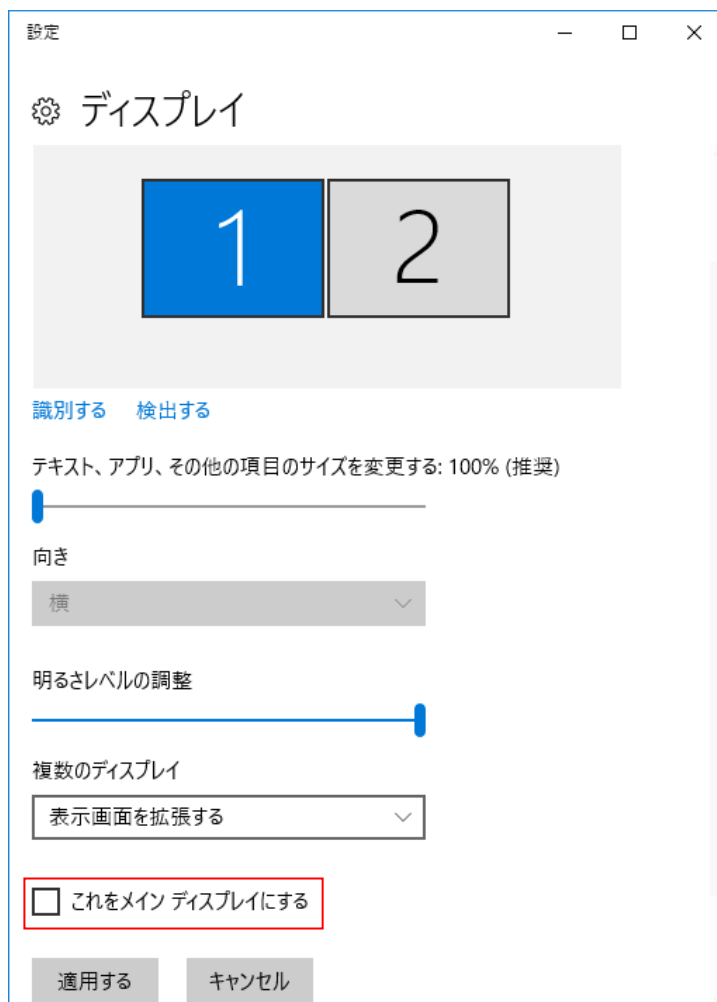 設定
ディスプレイ
1 2
識別する 検出する
テキスト、アプリ、その他の項目のサイズを変更する: 100% (推奨)
向き
横
明るさレベルの調整
複数のディスプレイ
表示画面を拡張する
これをメイン ディスプレイにする
適用する キャンセル